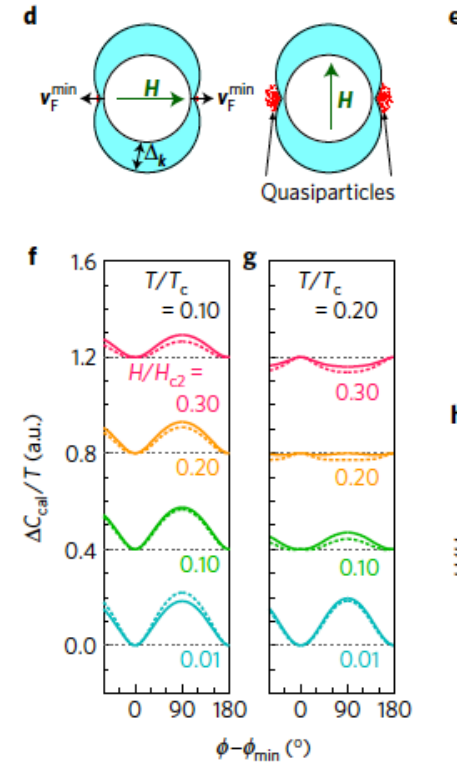 d
e
v_F^min H v_F^min
Δ_k
H
Quasiparticles
f g
1.6
T/T_c = 0.10
T/T_c = 0.20
1.2
H/H_c2 =
0.30
0.30
0.8
0.20
0.20
ΔC_cal/T (a.u.)
0.4
0.10
0.10
0.0
0.01
0.01
0 90 180 0 90 180
ϕ−ϕ_min (°)